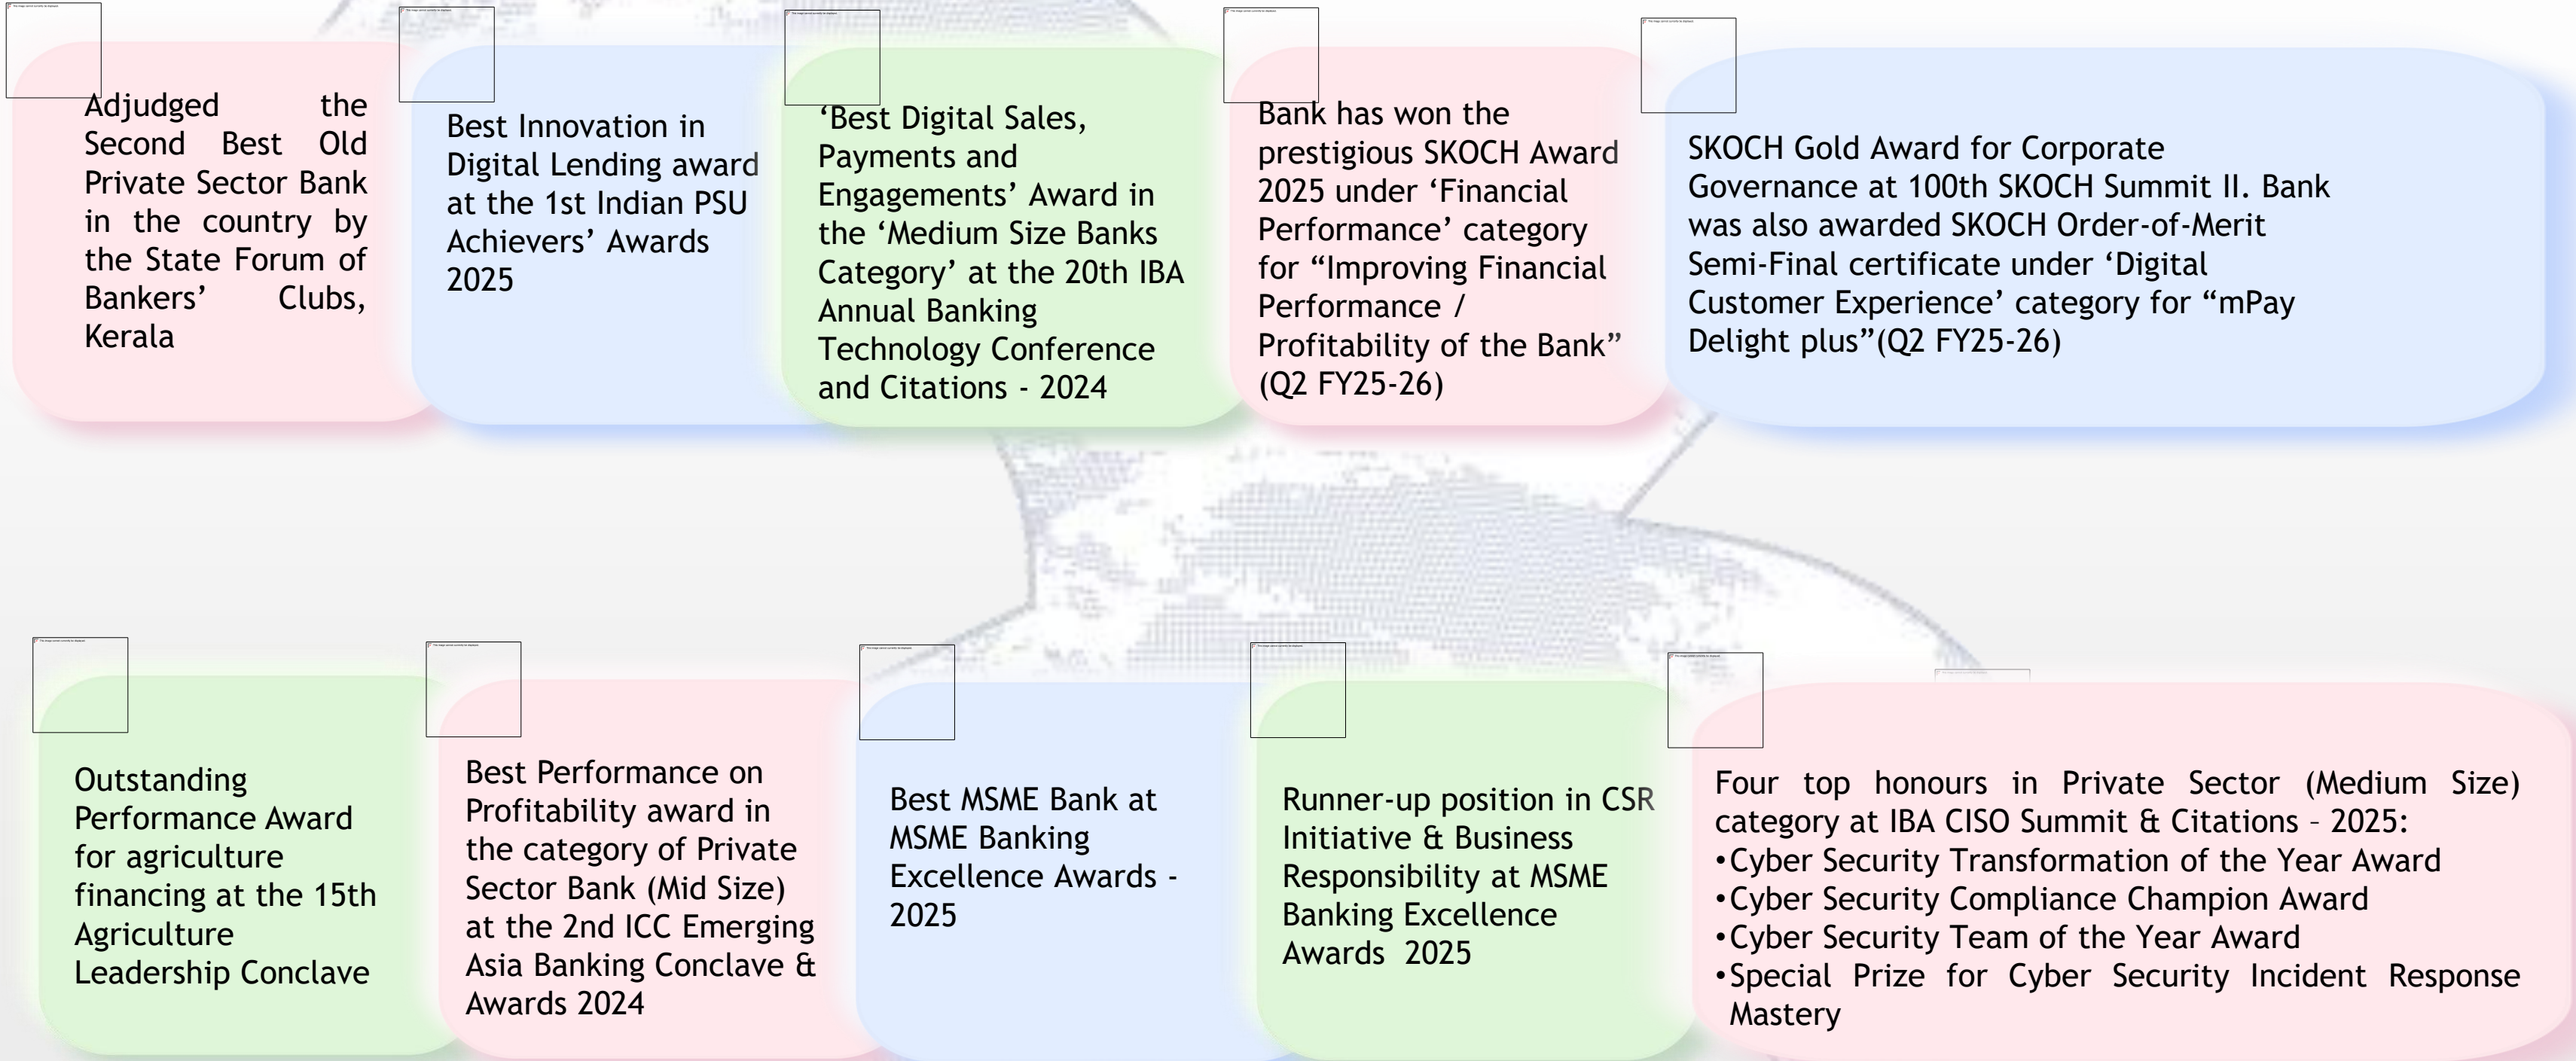 Adjudged the
Second Best Old
Private Sector Bank
in the country by
the State Forum of
Bankers’ Clubs,
Kerala
Best Innovation in
Digital Lending award
at the 1st Indian PSU
Achievers’ Awards
2025
‘Best Digital Sales,
Payments and
Engagements’ Award in
the ‘Medium Size Banks
Category’ at the 20th IBA
Annual Banking
Technology Conference
and Citations - 2024
Bank has won the
prestigious SKOCH Award
2025 under ‘Financial
Performance’ category
for “Improving Financial
Performance /
Profitability of the Bank”
(Q2 FY25-26)
SKOCH Gold Award for Corporate
Governance at 100th SKOCH Summit II. Bank
was also awarded SKOCH Order-of-Merit
Semi-Final certificate under ‘Digital
Customer Experience’ category for “mPay
Delight plus”(Q2 FY25-26)
Outstanding
Performance Award
for agriculture
financing at the 15th
Agriculture
Leadership Conclave
Best Performance on
Profitability award in
the category of Private
Sector Bank (Mid Size)
at the 2nd ICC Emerging
Asia Banking Conclave &
Awards 2024
Best MSME Bank at
MSME Banking
Excellence Awards -
2025
Runner-up position in CSR
Initiative & Business
Responsibility at MSME
Banking Excellence
Awards 2025
Four top honours in Private Sector (Medium Size)
category at IBA CISO Summit & Citations – 2025:
•Cyber Security Transformation of the Year Award
•Cyber Security Compliance Champion Award
•Cyber Security Team of the Year Award
•Special Prize for Cyber Security Incident Response
Mastery